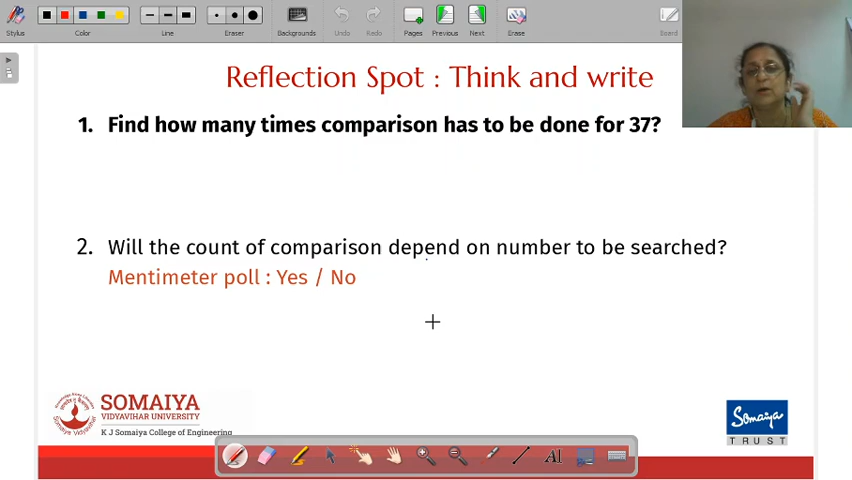 Stylus
Color
Line
Eraser
Backgrounds
Undo
Redo
Pages
Previous
Next
Erase
Board
Reflection Spot : Think and write
1. Find how many times comparison has to be done for 37?
2. Will the count of comparison depend on number to be searched?
Mentimeter poll : Yes / No
SOMAIYA
VIDYAVIHAR UNIVERSITY
K J Somaiya College of Engineering
Somaiya
TRUST
AI